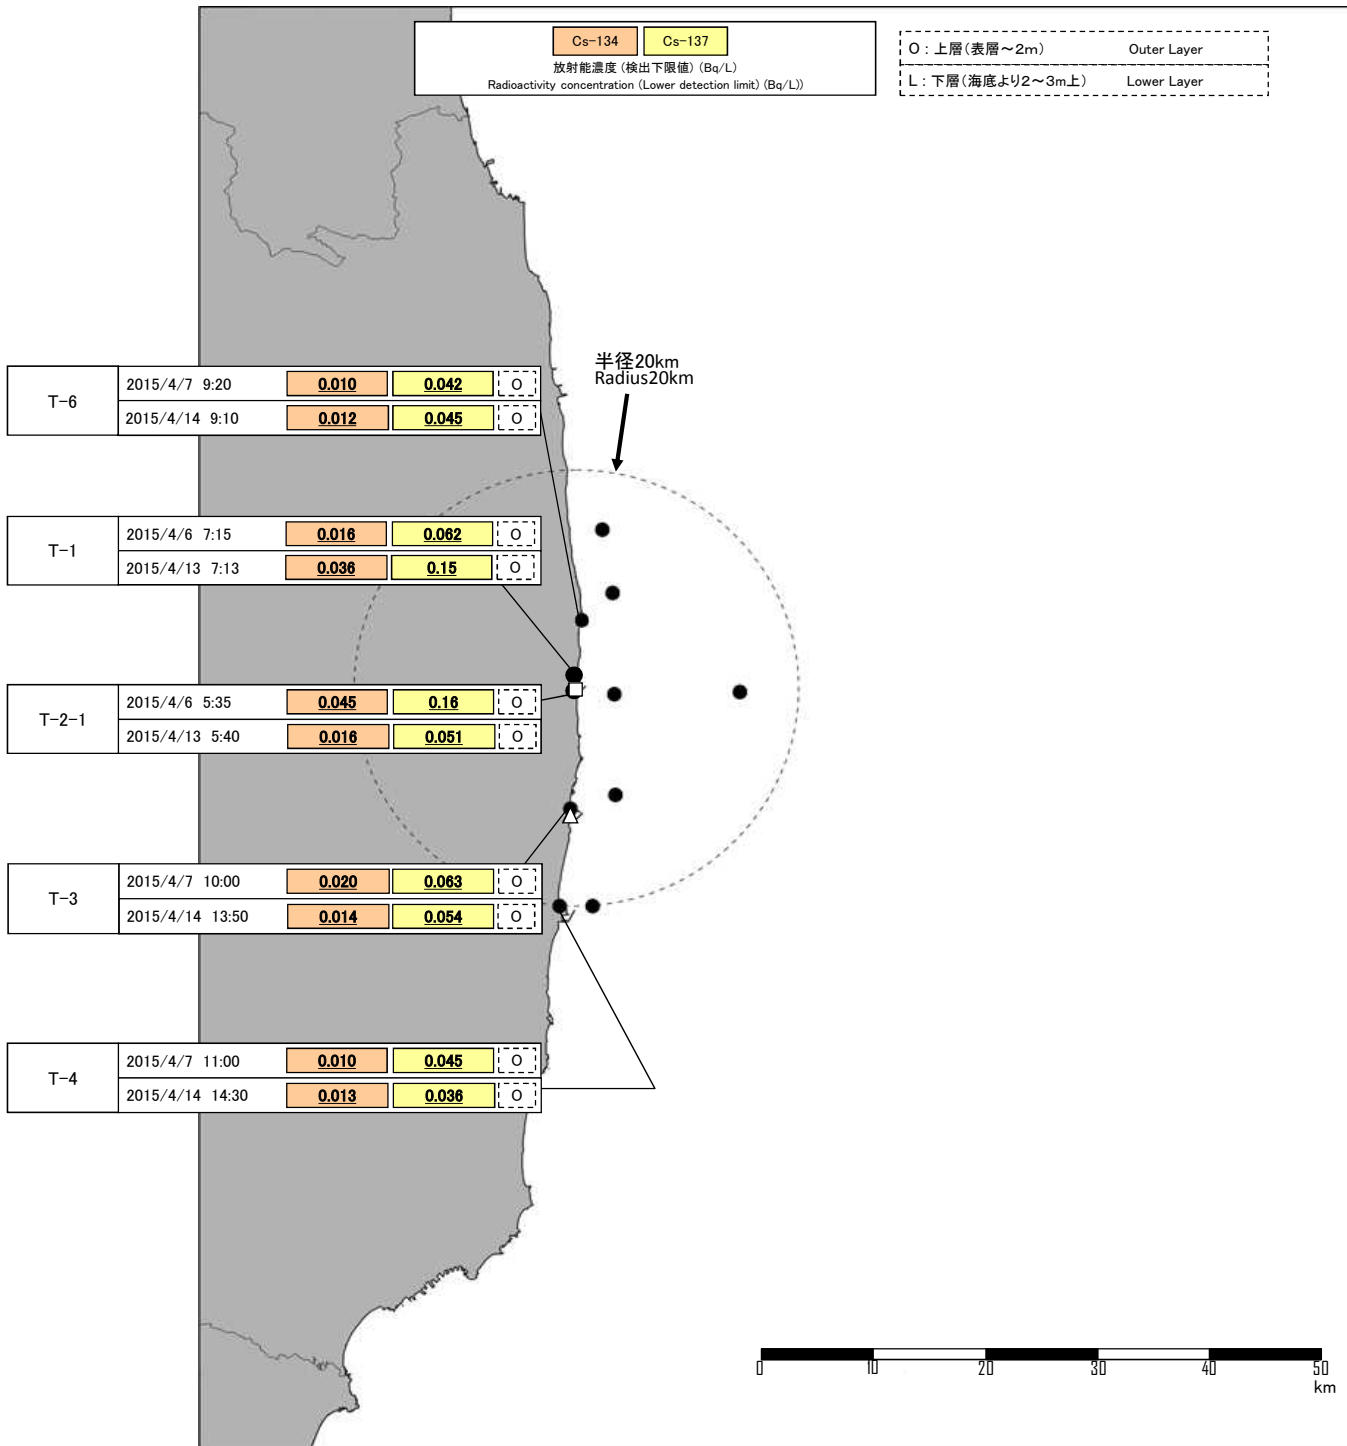 Cs-134 Cs-137
放射能濃度 (検出下限値) (Bq/L)
Radioactivity concentration (Lower detection limit) (Bq/L))
O : 上層(表層～2m) Outer Layer
L : 下層(海底より2～3m上) Lower Layer
半径20km
Radius20km
T-6
2015/4/7 9:20 0.010 0.042 O
2015/4/14 9:10 0.012 0.045 O
T-1
2015/4/6 7:15 0.016 0.062 O
2015/4/13 7:13 0.036 0.15 O
T-2-1
2015/4/6 5:35 0.045 0.16 O
2015/4/13 5:40 0.016 0.051 O
T-3
2015/4/7 10:00 0.020 0.063 O
2015/4/14 13:50 0.014 0.054 O
T-4
2015/4/7 11:00 0.010 0.045 O
2015/4/14 14:30 0.013 0.036 O
0 10 20 30 40 50
km